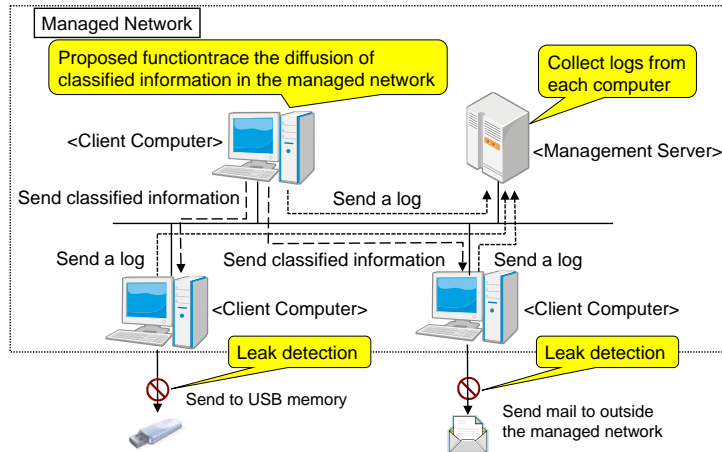 Managed Network
Proposed functiontrace the diffusion of
classified information in the managed network
Collect logs from
each computer
<Client Computer>
<Management Server>
Send classified information
Send a log
Send a log
Send classified information
Send a log
<Client Computer>
<Client Computer>
Leak detection
Leak detection
Send to USB memory
Send mail to outside
the managed network